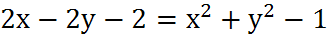 2x − 2y − 2 = x² + y² − 1